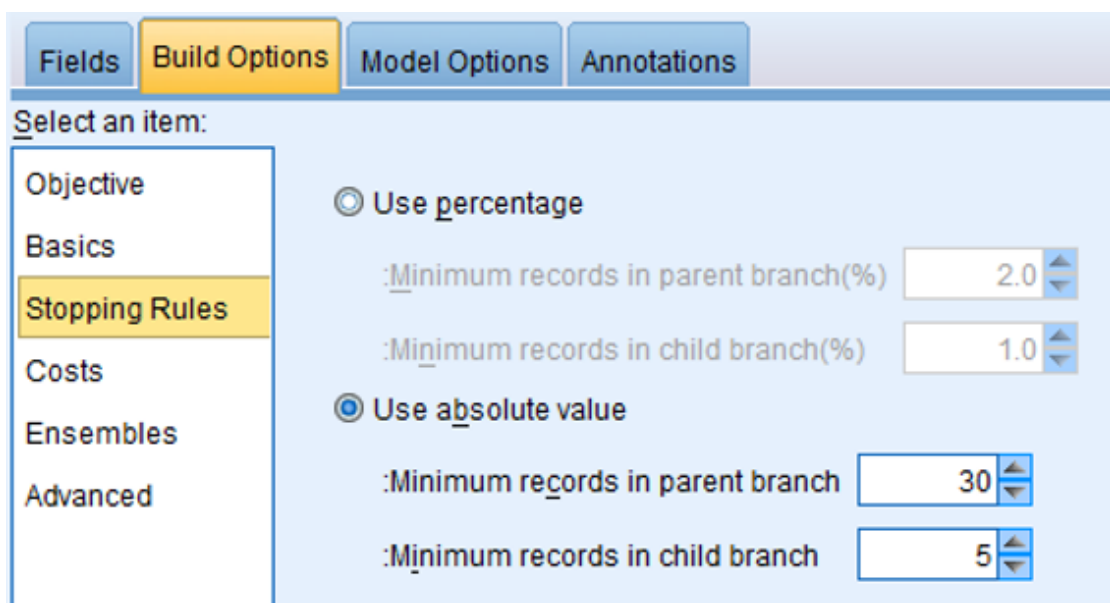 Fields Build Options Model Options Annotations
Select an item:
Objective
Basics
Stopping Rules
Costs
Ensembles
Advanced
Use percentage
:Minimum records in parent branch(%) 2.0
:Minimum records in child branch(%) 1.0
Use absolute value
:Minimum records in parent branch 30
:Minimum records in child branch 5